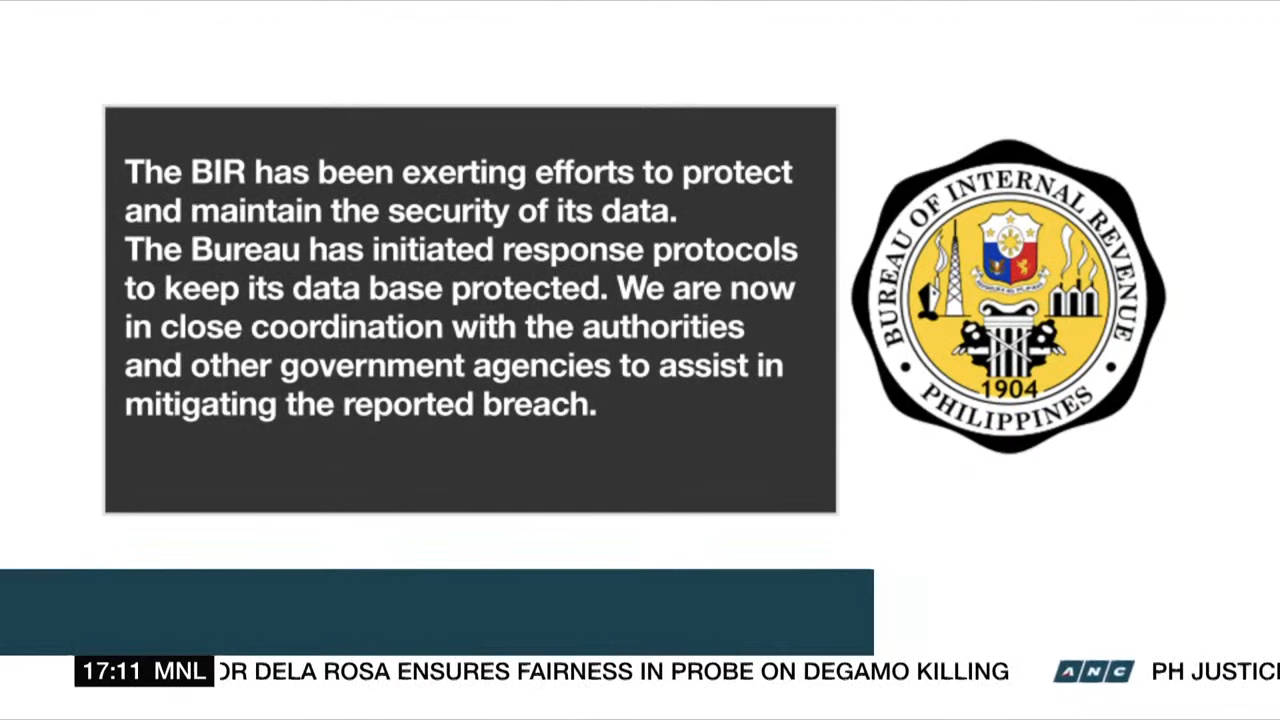 The BIR has been exerting efforts to protect
and maintain the security of its data.
The Bureau has initiated response protocols
to keep its data base protected. We are now
in close coordination with the authorities
and other government agencies to assist in
mitigating the reported breach.
BUREAU OF INTERNAL REVENUE
1904
PHILIPPINES
17:11 MNL
OR DELA ROSA ENSURES FAIRNESS IN PROBE ON DEGAMO KILLING
ANC
PH JUSTIC